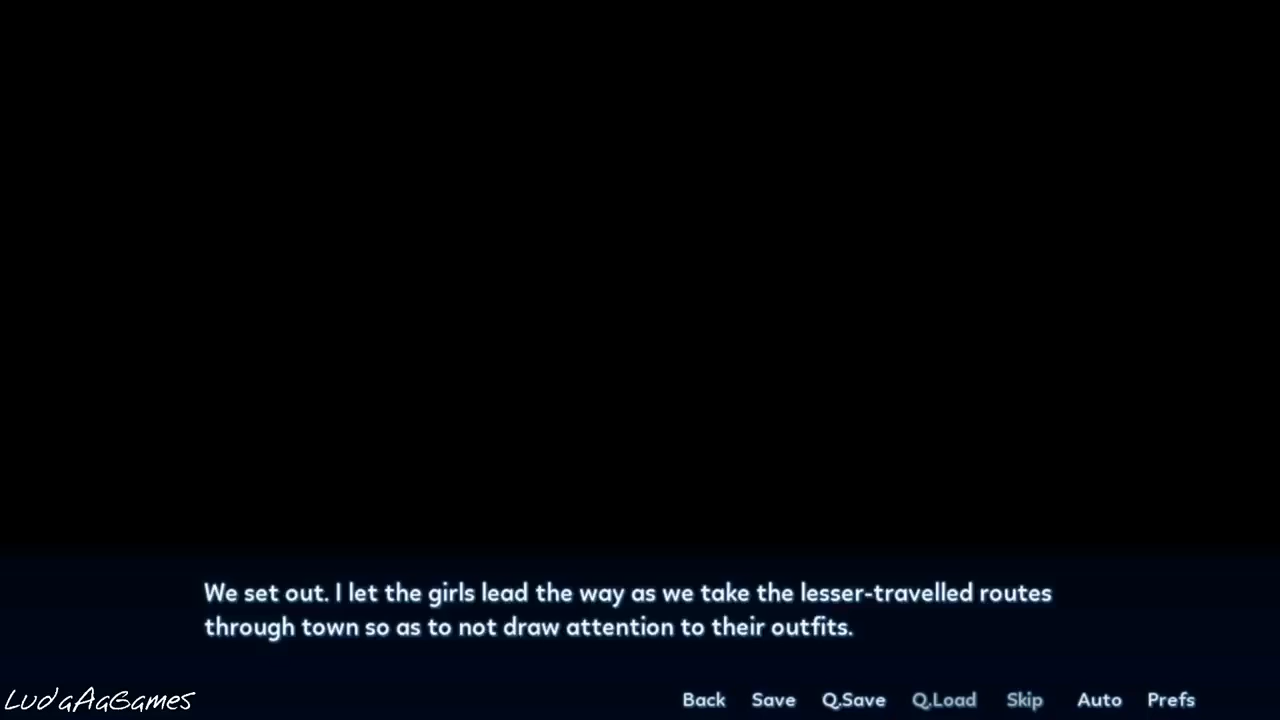 We set out. I let the girls lead the way as we take the lesser-travelled routes
through town so as to not draw attention to their outfits.
LudaAaGames
Back Save Q.Save Q.Load Skip Auto Prefs